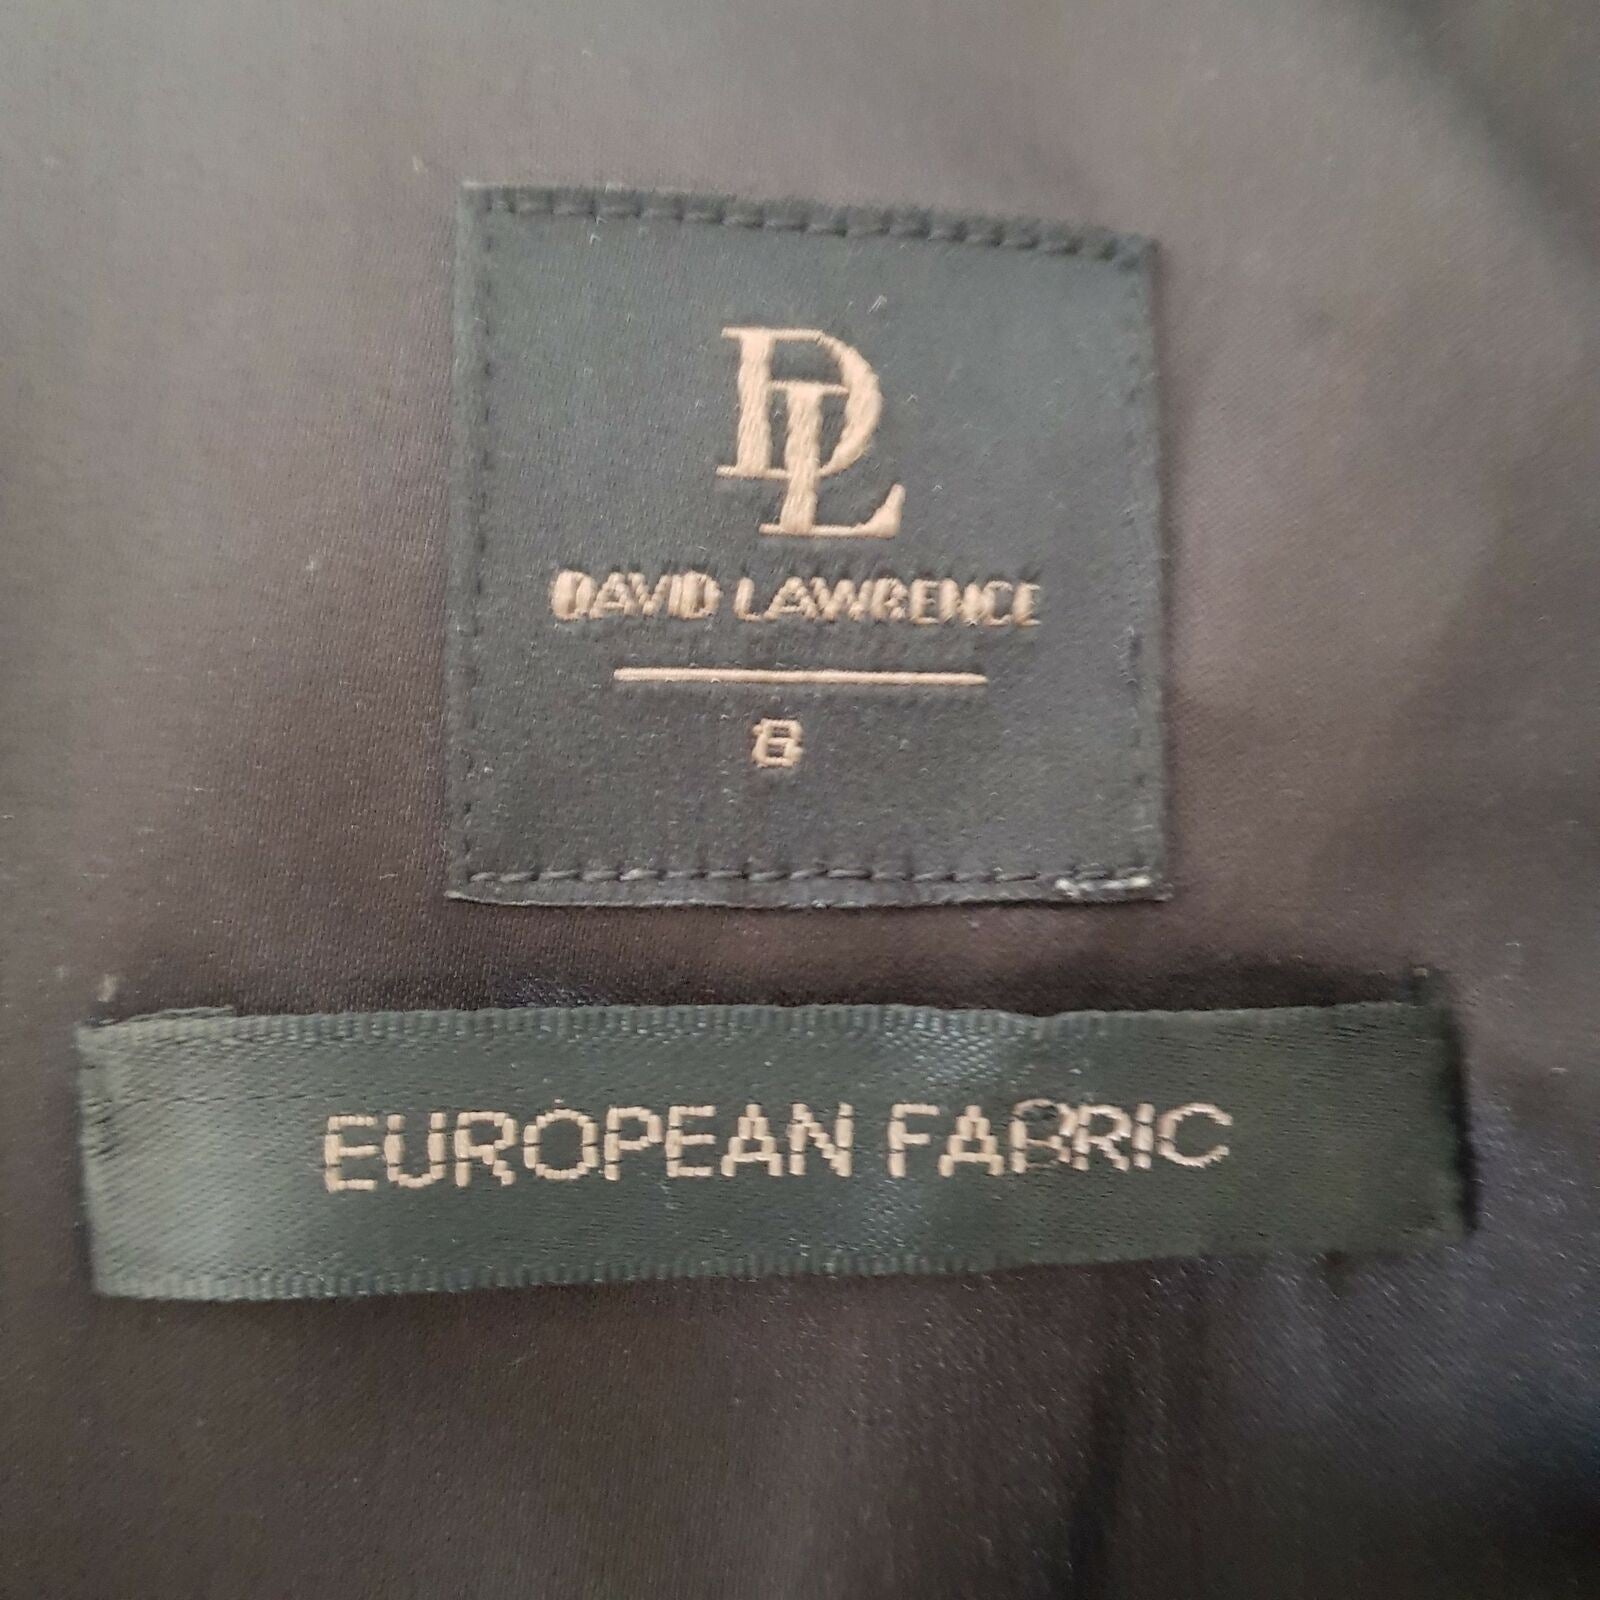 DL
DAVID LAWRENCE
8
EUROPEAN FABRIC